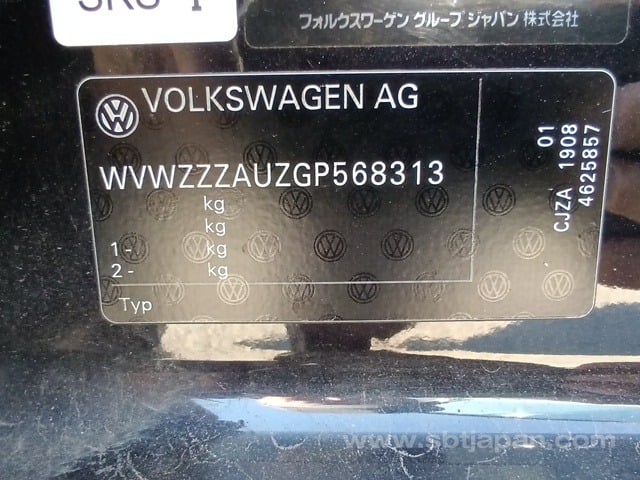 フォルクスワーゲン グループ ジャパン 株式会社
VOLKSWAGEN AG
WVWZZZAUZGP568313
kg
kg
1 - kg
2 - kg
Typ
01
CJZA 1908
4625857
www.sbtjapan.com